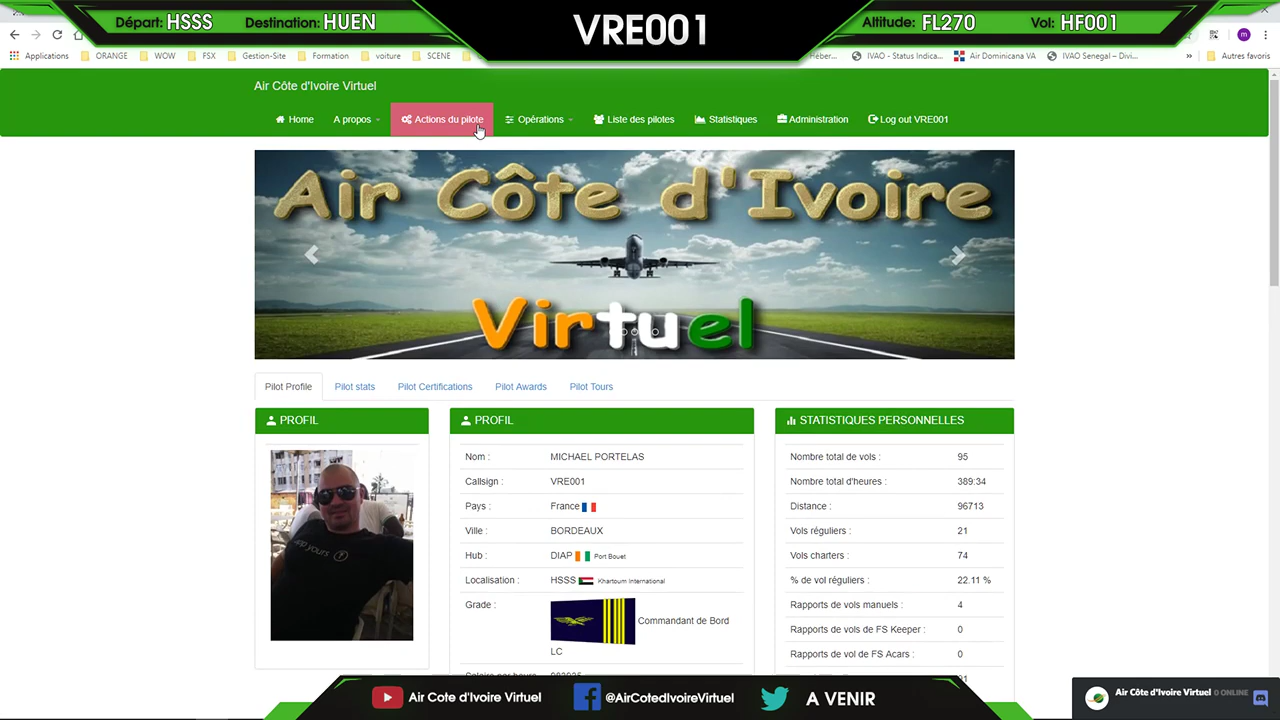 Départ: HSSS
Destination: HUEN
VRE001
Altitude: FL270
Vol: HF001
Applications
ORANGE
WOW
FSX
Gestion-Site
Formation
voiture
SCENE
Héber...
IVAO - Status Indica...
Air Dominicana VA
IVAO Senegal – Divi...
»
Autres favoris
Air Côte d'Ivoire Virtuel
Home
A propos
Actions du pilote
Opérations
Liste des pilotes
Statistiques
Administration
Log out VRE001
Air Côte d'Ivoire
Virtuel
Pilot Profile
Pilot stats
Pilot Certifications
Pilot Awards
Pilot Tours
PROFIL
PROFIL
Nom : MICHAEL PORTELAS
Callsign : VRE001
Pays : France
Ville : BORDEAUX
Hub : DIAP Port Bouet
Localisation : HSSS Khartoum International
Grade : Commandant de Bord
LC
STATISTIQUES PERSONNELLES
Nombre total de vols : 95
Nombre total d'heures : 389:34
Distance : 96713
Vols réguliers : 21
Vols charters : 74
% de vol réguliers : 22.11 %
Rapports de vols manuels : 4
Rapports de vols de FS Keeper : 0
Rapports de vol de FS Acars : 0
Air Cote d'Ivoire Virtuel
@AirCotedIvoireVirtuel
A VENIR
Air Côte d'Ivoire Virtuel 0 ONLINE